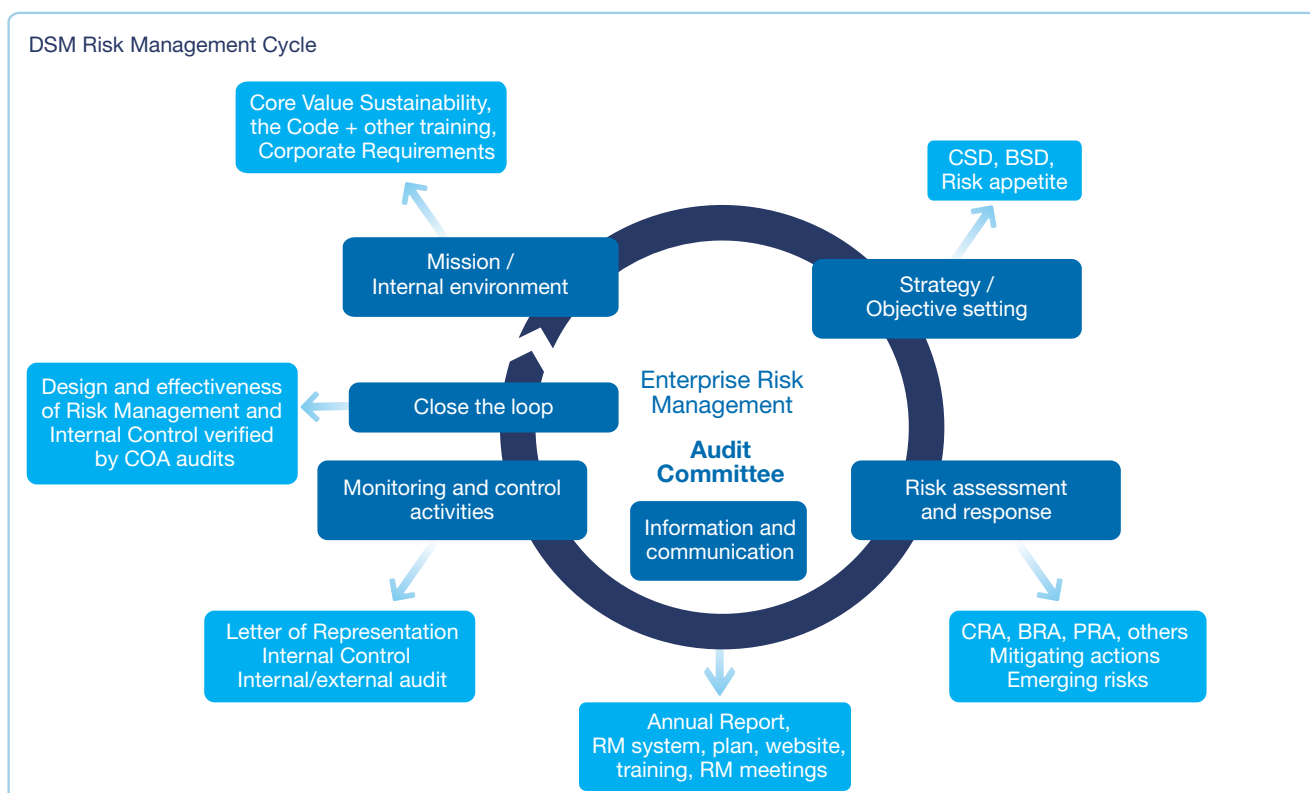 DSM Risk Management Cycle
Core Value Sustainability,
the Code + other training,
Corporate Requirements
CSD, BSD,
Risk appetite
Mission /
Internal environment
Strategy /
Objective setting
Design and effectiveness
of Risk Management and
Internal Control verified
by COA audits
Close the loop
Enterprise Risk
Management
Audit
Committee
Monitoring and control
activities
Information and
communication
Risk assessment
and response
Letter of Representation
Internal Control
Internal/external audit
CRA, BRA, PRA, others
Mitigating actions
Emerging risks
Annual Report,
RM system, plan, website,
training, RM meetings